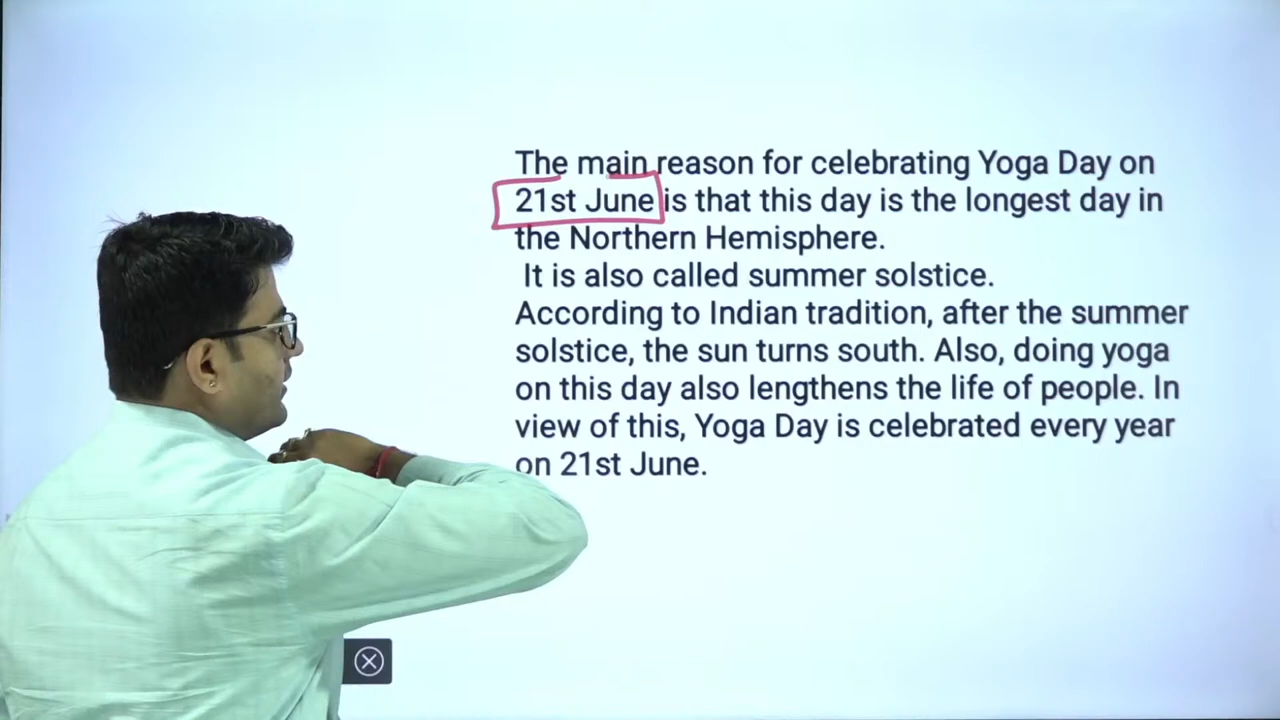 The main reason for celebrating Yoga Day on
21st June is that this day is the longest day in
the Northern Hemisphere.
It is also called summer solstice.
According to Indian tradition, after the summer
solstice, the sun turns south. Also, doing yoga
on this day also lengthens the life of people. In
view of this, Yoga Day is celebrated every year
on 21st June.